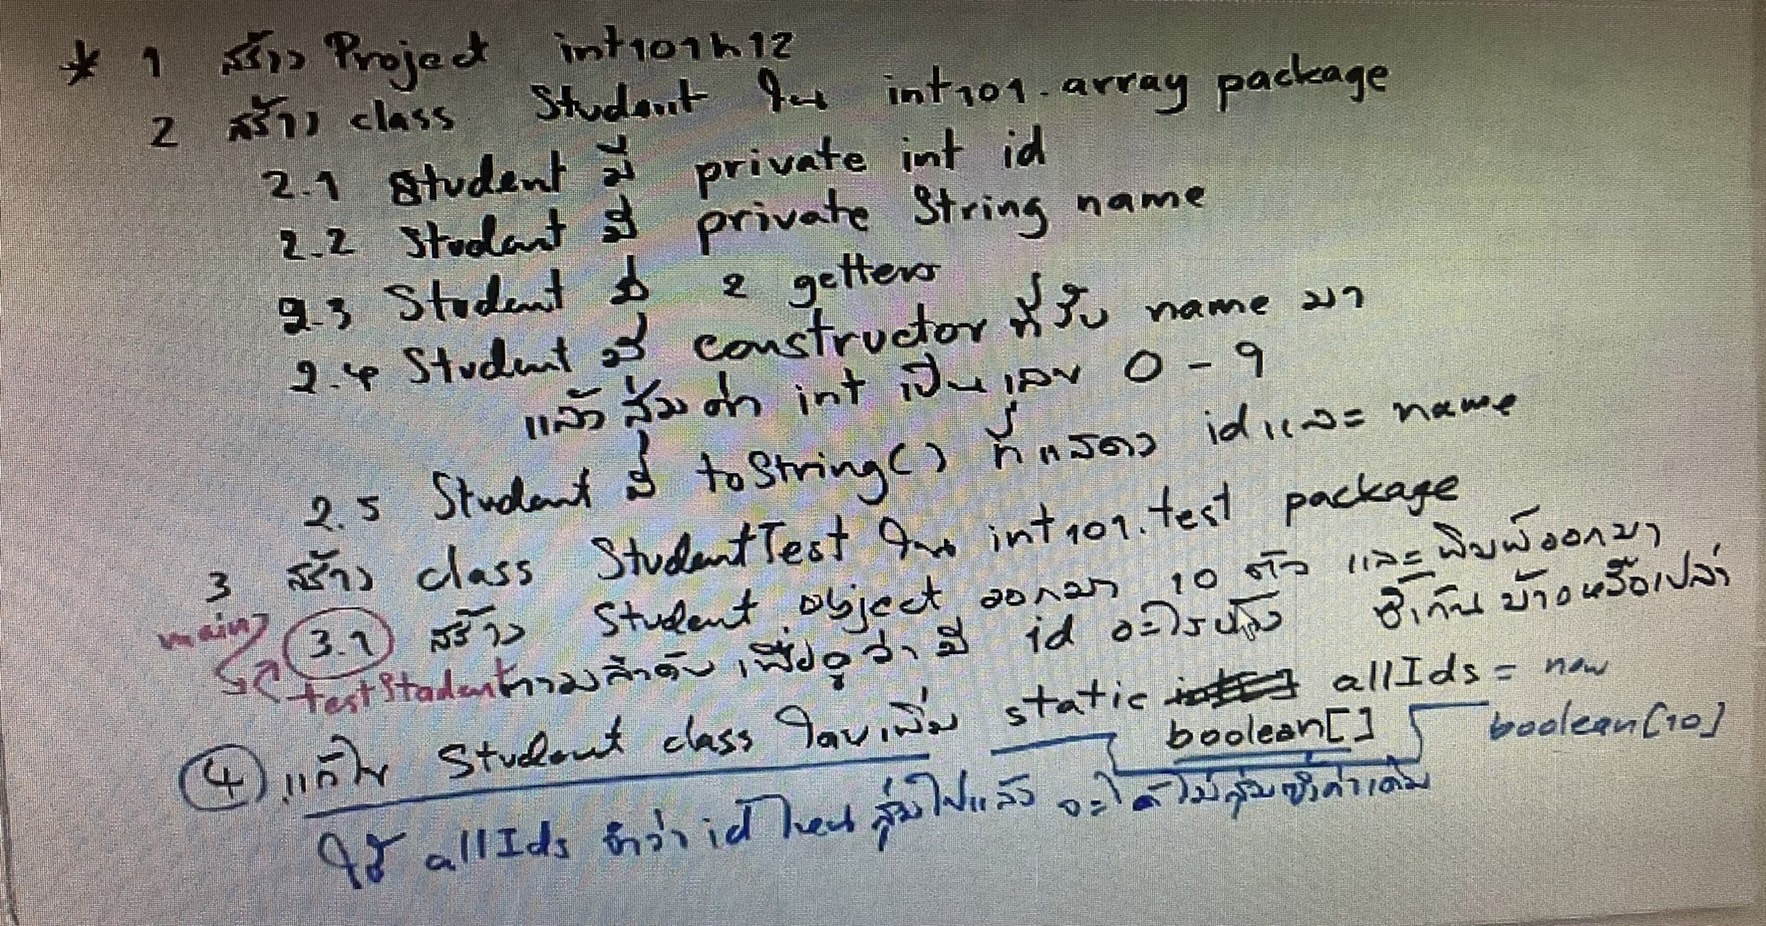 * 1 สร้าง Project int101h12
2 สร้าง class Student ใน int101.array package
2.1 Student มี private int id
2.2 Student มี private String name
2.3 Student มี 2 getters
2.4 Student มี constructor ที่รับ name มา
แล้วสุ่มค่า int เป็นเลข 0 - 9
2.5 Student มี toString() ที่แสดง id และ name
3 สร้าง class StudentTest ใน int101.test package
main 3.1 สร้าง Student object ออกมา 10 ตัว และพิมพ์ออกมา
testStudent ตามลำดับ เพื่อดูว่ามี id อะไรบ้าง ซ้ำกันบ้างหรือเปล่า
4 แก้ไข Student class โดยเพิ่ม static boolean[] allIds = new boolean[10]
ใช้ allIds จำว่า id ไหนสุ่มไปแล้ว จะได้ไม่สุ่มซ้ำค่าเดิม